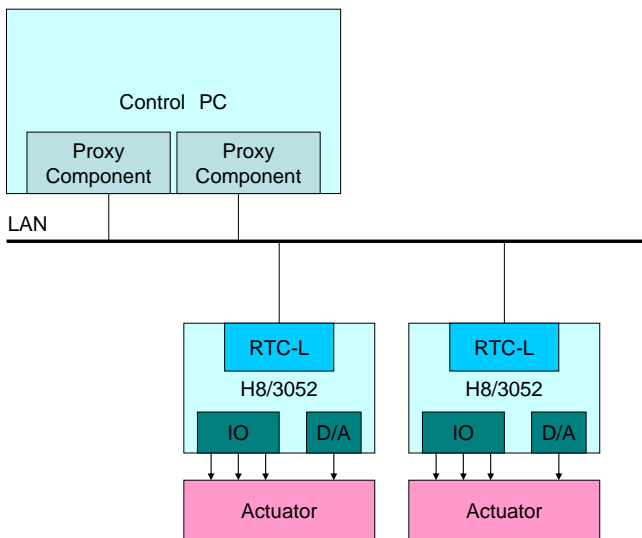 Control PC
Proxy
Component
Proxy
Component
LAN
RTC-L
H8/3052
IO
D/A
Actuator
RTC-L
H8/3052
IO
D/A
Actuator